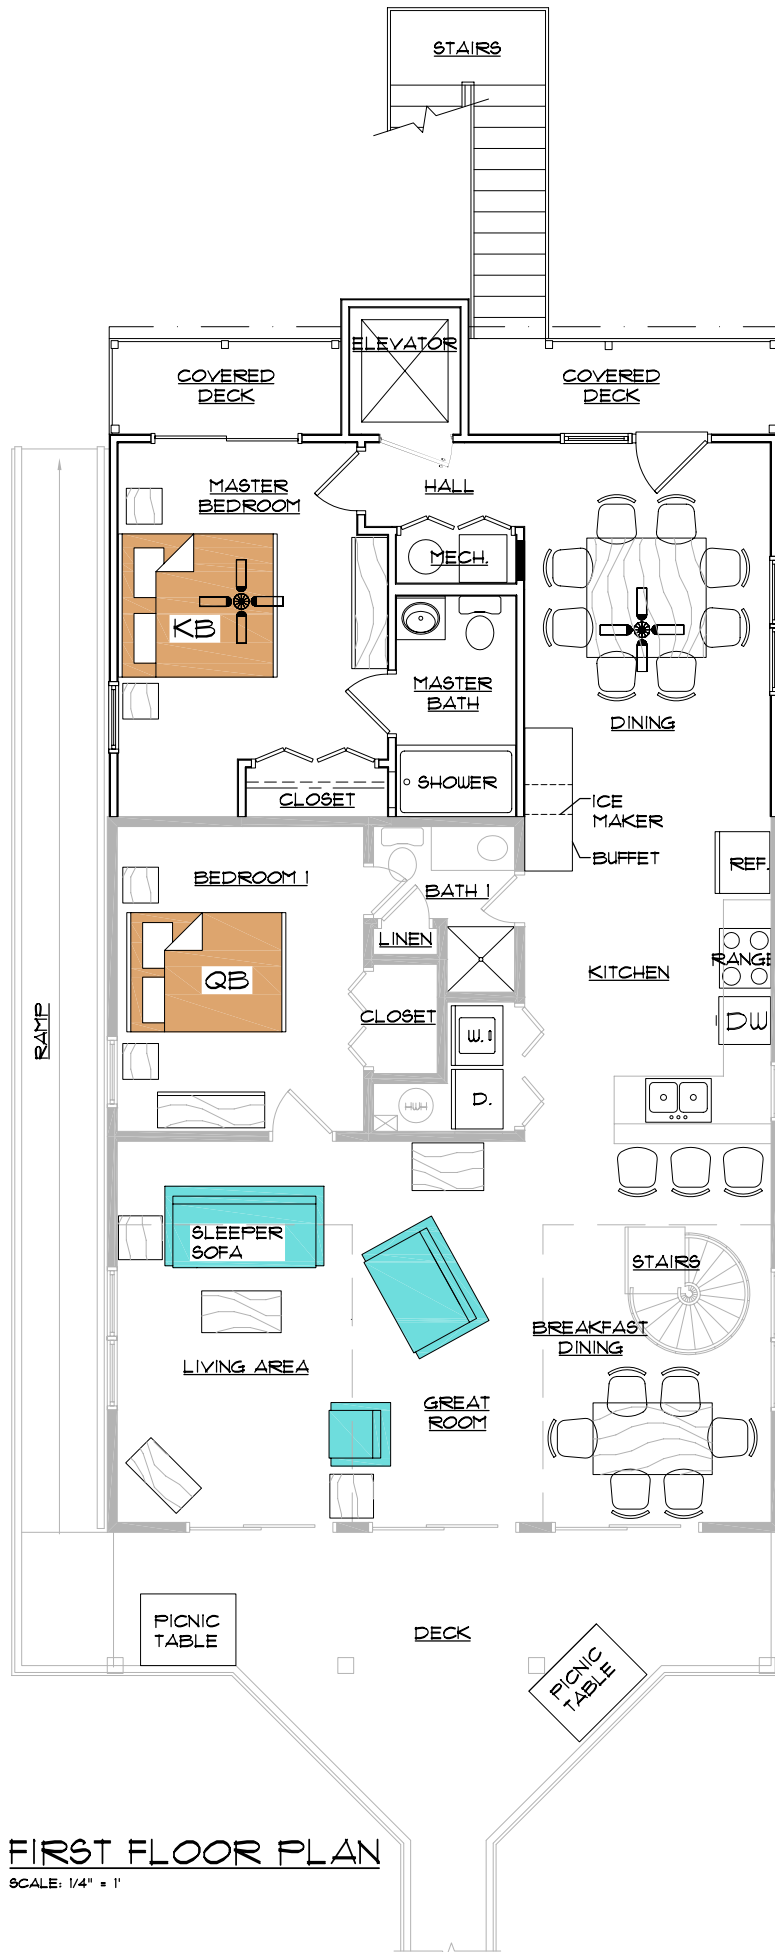 STAIRS
ELEVATOR
COVERED
DECK
COVERED
DECK
MASTER
BEDROOM
HALL
MECH.
KB
MASTER
BATH
DINING
SHOWER
CLOSET
ICE
MAKER
BUFFET
REF.
BEDROOM 1
BATH 1
LINEN
RANGE
KITCHEN
QB
CLOSET
DW
RAMP
W.
D.
HWH
SLEEPER
SOFA
STAIRS
BREAKFAST
DINING
LIVING AREA
GREAT
ROOM
PICNIC
TABLE
DECK
PICNIC
TABLE
FIRST FLOOR PLAN
SCALE: 1/4" = 1'